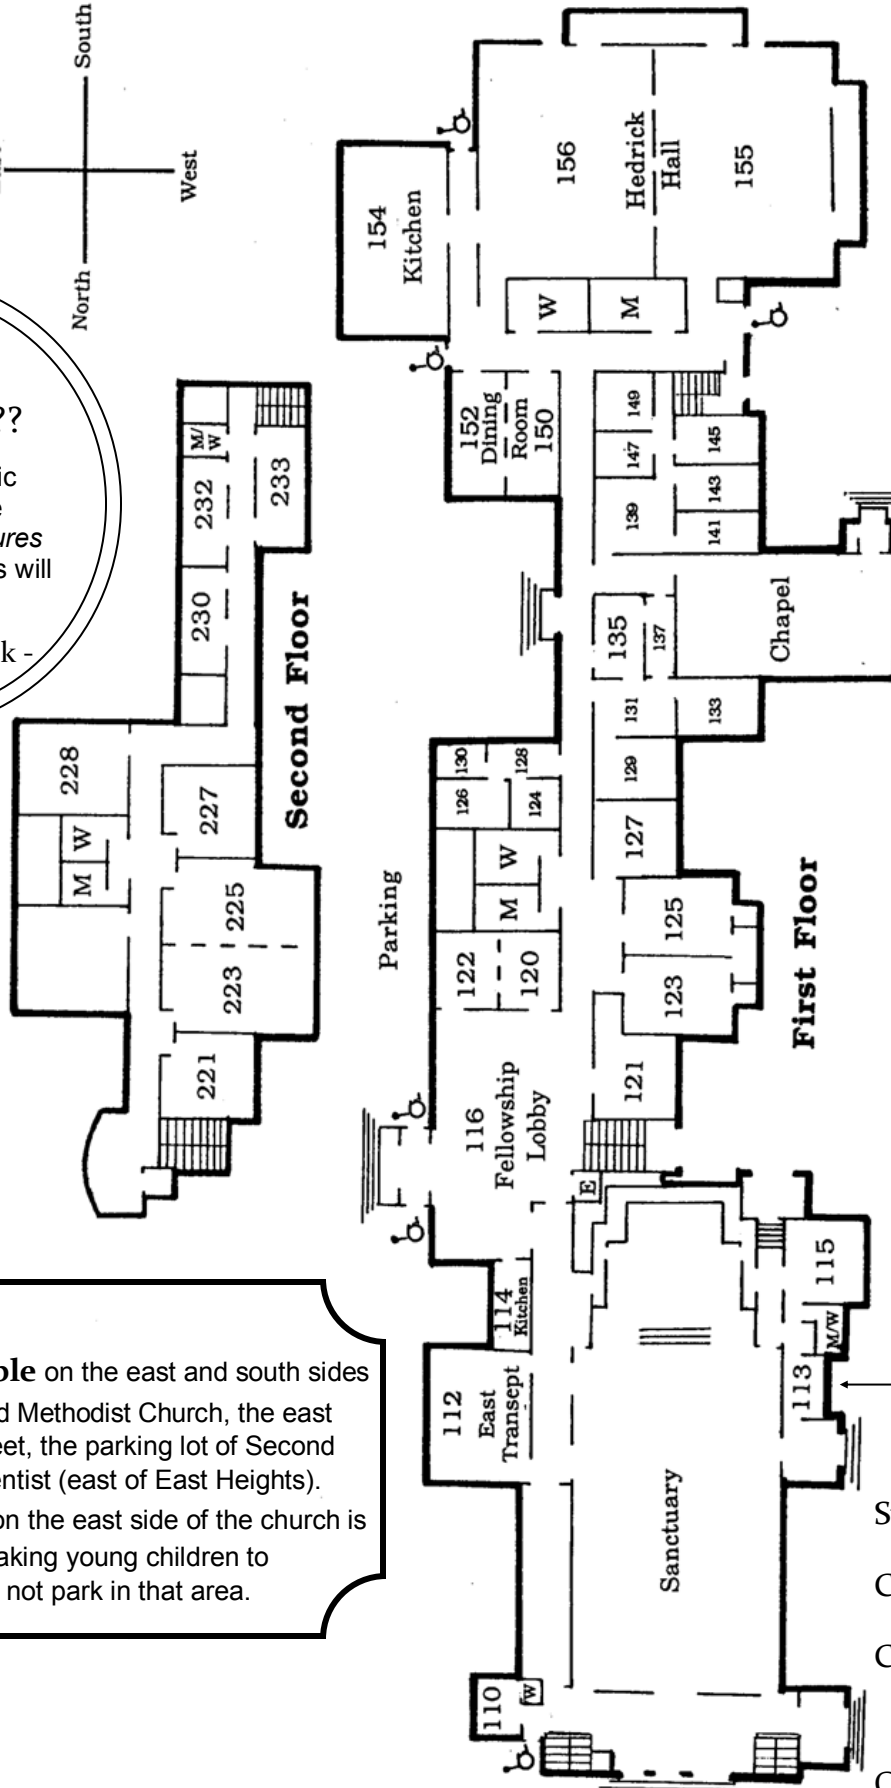 South
West
North
??
ic
e
ures
s will
k -
M/
W
232
233
230
Second Floor
228
227
W
M
225
223
221
156
Hedrick
Hall
155
154
Kitchen
W
M
152
Dining
Room
150
149
147
145
143
139
141
135
137
Chapel
131
133
130
128
129
126
124
127
W
M
Parking
125
122
120
123
First Floor
121
116
Fellowship
Lobby
E
115
114
Kitchen
M/W
113
112
East
Transept
Sanctuary
110
W
ble on the east and south sides
d Methodist Church, the east
eet, the parking lot of Second
entist (east of East Heights).
on the east side of the church is
aking young children to
not park in that area.
S
C
C